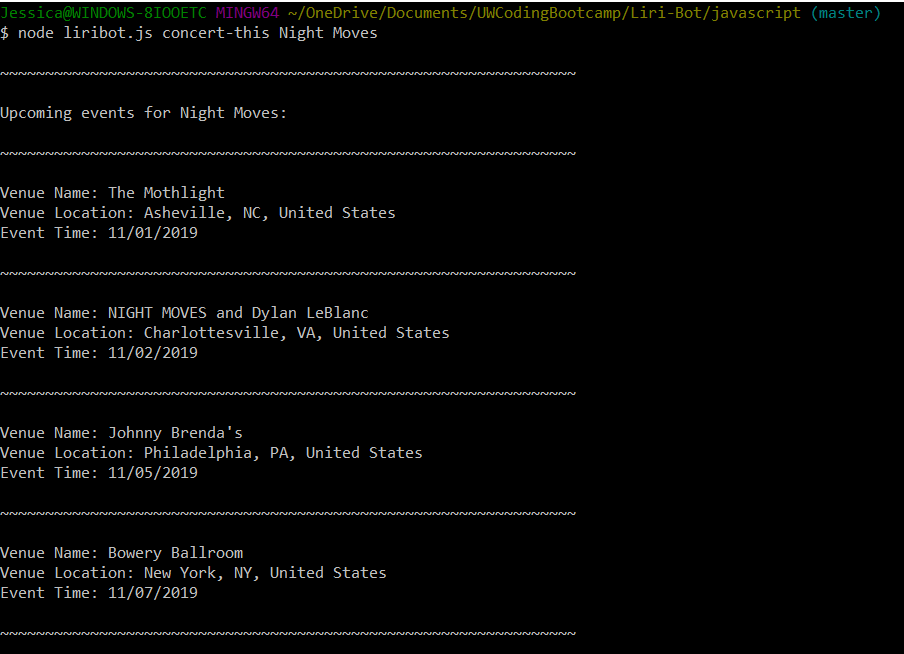 Jessica@WINDOWS-8IOOETC MINGW64 ~/OneDrive/Documents/UWCodingBootcamp/Liri-Bot/javascript (master)
$ node liribot.js concert-this Night Moves
~~~~~~~~~~~~~~~~~~~~~~~~~~~~~~~~~~~~~~~~~~~~~~~~~~~~~~~~~~~~~~~~
Upcoming events for Night Moves:
~~~~~~~~~~~~~~~~~~~~~~~~~~~~~~~~~~~~~~~~~~~~~~~~~~~~~~~~~~~~~~~~
Venue Name: The Mothlight
Venue Location: Asheville, NC, United States
Event Time: 11/01/2019
~~~~~~~~~~~~~~~~~~~~~~~~~~~~~~~~~~~~~~~~~~~~~~~~~~~~~~~~~~~~~~~~
Venue Name: NIGHT MOVES and Dylan LeBlanc
Venue Location: Charlottesville, VA, United States
Event Time: 11/02/2019
~~~~~~~~~~~~~~~~~~~~~~~~~~~~~~~~~~~~~~~~~~~~~~~~~~~~~~~~~~~~~~~~
Venue Name: Johnny Brenda's
Venue Location: Philadelphia, PA, United States
Event Time: 11/05/2019
~~~~~~~~~~~~~~~~~~~~~~~~~~~~~~~~~~~~~~~~~~~~~~~~~~~~~~~~~~~~~~~~
Venue Name: Bowery Ballroom
Venue Location: New York, NY, United States
Event Time: 11/07/2019
~~~~~~~~~~~~~~~~~~~~~~~~~~~~~~~~~~~~~~~~~~~~~~~~~~~~~~~~~~~~~~~~